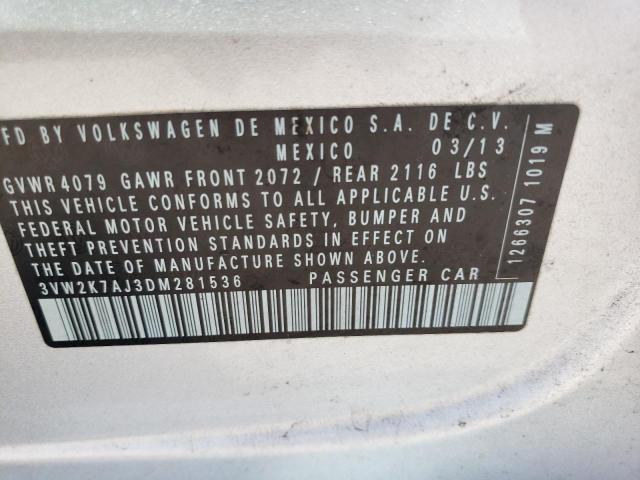 FD BY VOLKSWAGEN DE MEXICO S.A. DE C.V.
MEXICO 03/13
GVWR 4079 GAWR FRONT 2072 / REAR 2116 LBS
THIS VEHICLE CONFORMS TO ALL APPLICABLE U.S.
FEDERAL MOTOR VEHICLE SAFETY, BUMPER AND
THEFT PREVENTION STANDARDS IN EFFECT ON
THE DATE OF MANUFACTURE SHOWN ABOVE.
3VW2K7AJ3DM281536 PASSENGER CAR
1266307 1019 M